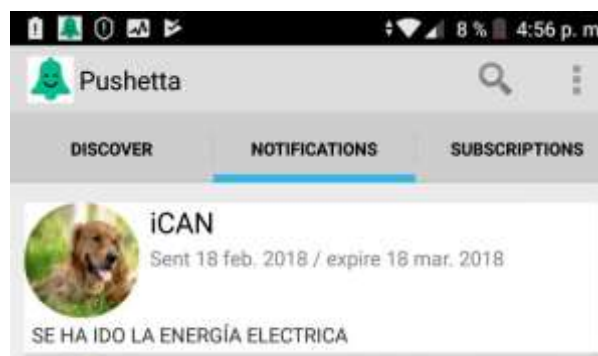 8 % 4:56 p. m
Pushetta
DISCOVER NOTIFICATIONS SUBSCRIPTIONS
iCAN
Sent 18 feb. 2018 / expire 18 mar. 2018
SE HA IDO LA ENERGÍA ELECTRICA